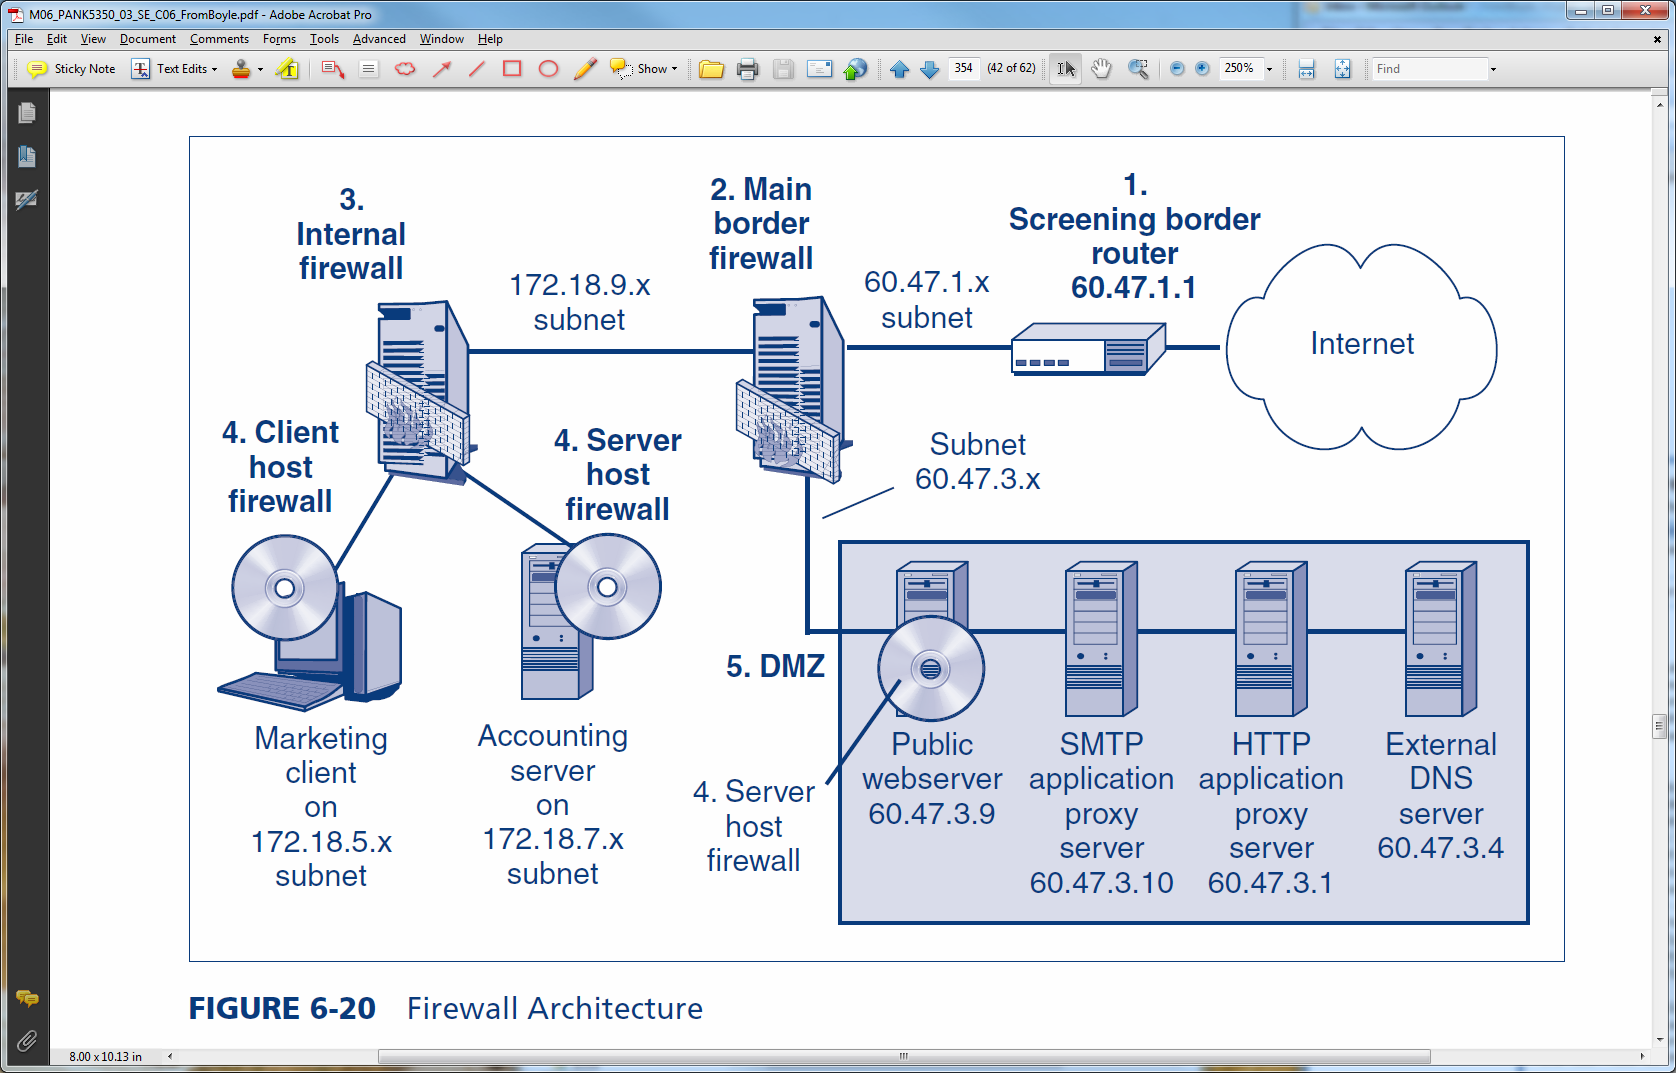 M06_PANK5350_03_SE_C06_FromBoyle.pdf - Adobe Acrobat Pro
File Edit View Document Comments Forms Tools Advanced Window Help
Sticky Note Text Edits Show 354 (42 of 62) 250% Find
3.
Internal
firewall
2. Main
border
firewall
1.
Screening border
router
60.47.1.1
172.18.9.x
subnet
60.47.1.x
subnet
Internet
4. Client
host
firewall
4. Server
host
firewall
Subnet
60.47.3.x
5. DMZ
Marketing
client
on
172.18.5.x
subnet
Accounting
server
on
172.18.7.x
subnet
4. Server
host
firewall
Public
webserver
60.47.3.9
SMTP
application
proxy
server
60.47.3.10
HTTP
application
proxy
server
60.47.3.1
External
DNS
server
60.47.3.4
FIGURE 6-20 Firewall Architecture
8.00 x 10.13 in